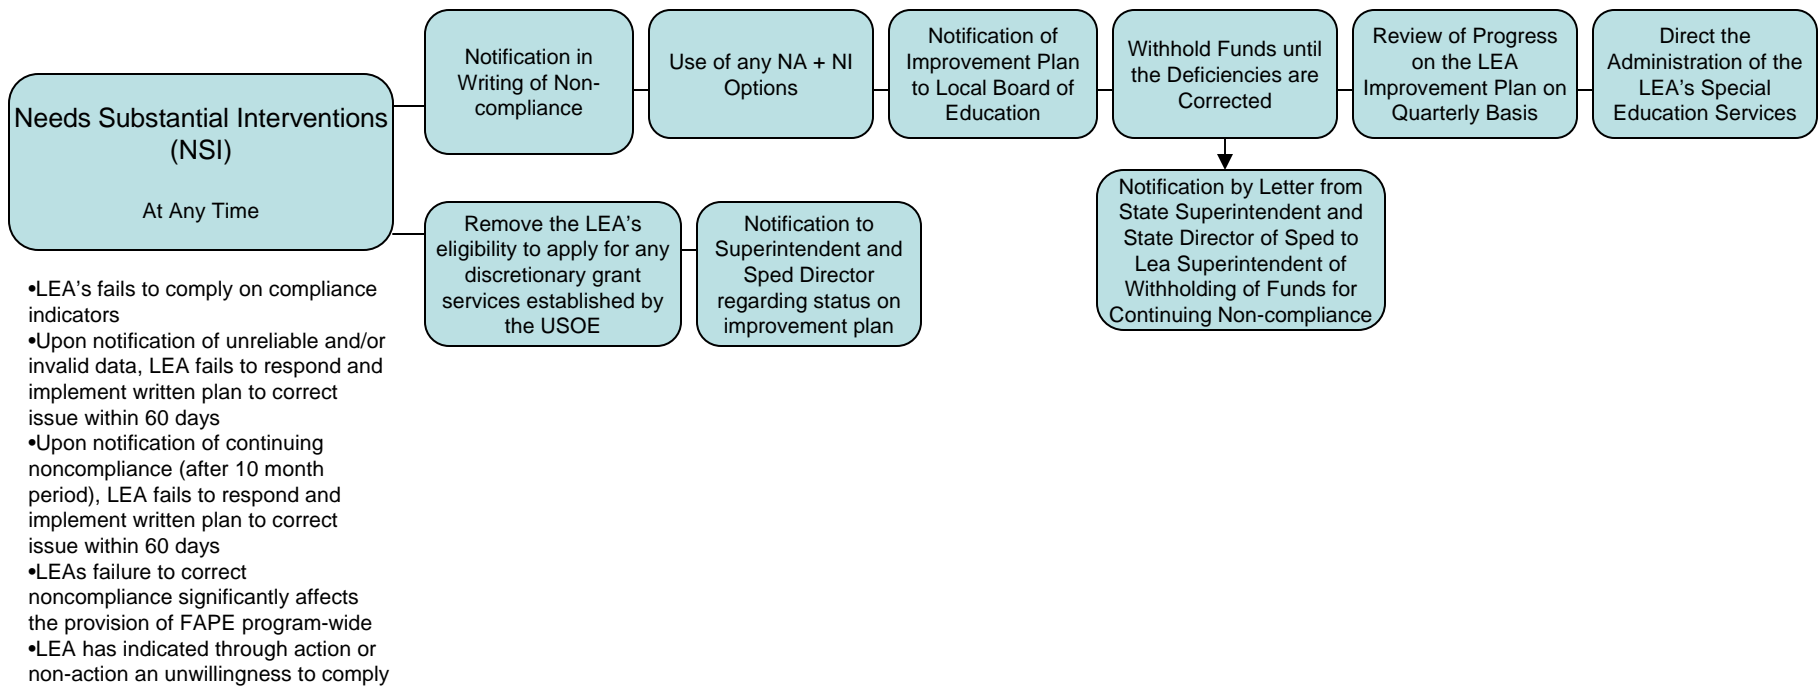 Needs Substantial Interventions
(NSI)
At Any Time
•LEA's fails to comply on compliance
indicators
•Upon notification of unreliable and/or
invalid data, LEA fails to respond and
implement written plan to correct
issue within 60 days
•Upon notification of continuing
noncompliance (after 10 month
period), LEA fails to respond and
implement written plan to correct
issue within 60 days
•LEAs failure to correct
noncompliance significantly affects
the provision of FAPE program-wide
•LEA has indicated through action or
non-action an unwillingness to comply
Notification in
Writing of Non-
compliance
Use of any NA + NI
Options
Notification of
Improvement Plan
to Local Board of
Education
Withhold Funds until
the Deficiencies are
Corrected
Review of Progress
on the LEA
Improvement Plan on
Quarterly Basis
Direct the
Administration of the
LEA's Special
Education Services
Remove the LEA's
eligibility to apply for any
discretionary grant
services established by
the USOE
Notification to
Superintendent and
Sped Director
regarding status on
improvement plan
Notification by Letter from
State Superintendent and
State Director of Sped to
Lea Superintendent of
Withholding of Funds for
Continuing Non-compliance